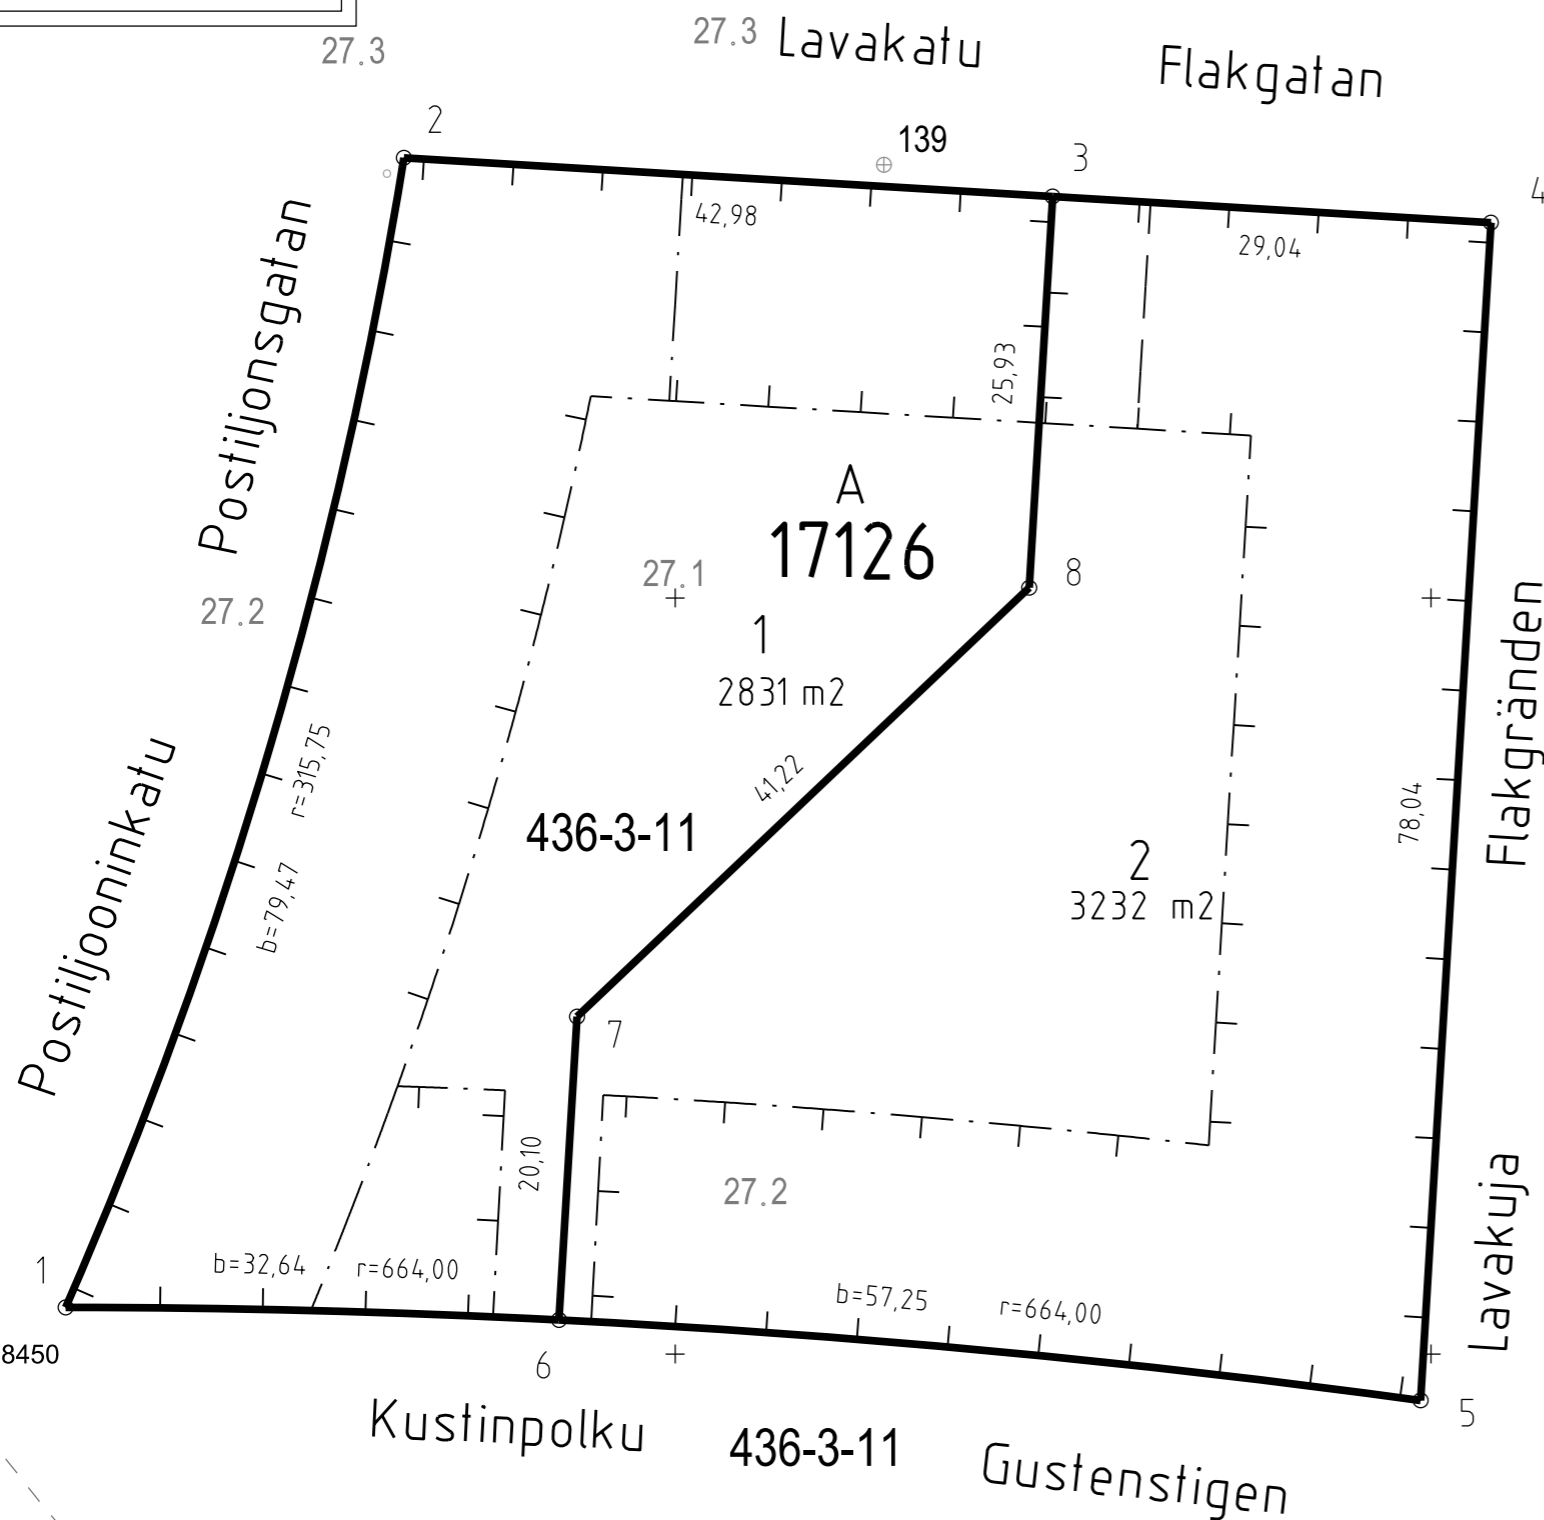 27.3
27.3
Lavakatu
Flakgatan
2
139
3
4
42,98
29,04
Postiljonsgatan
25,93
A
17126
27.1
8
27.2
1
2831 m2
Flakgränden
Postiljooninkatu
r=315,75
41,22
436-3-11
78,04
2
b=79,47
3232 m2
7
20,10
27.2
Lavakuja
1
b=32,64
r=664,00
b=57,25
r=664,00
8450
6
5
Kustinpolku
436-3-11
Gustenstigen